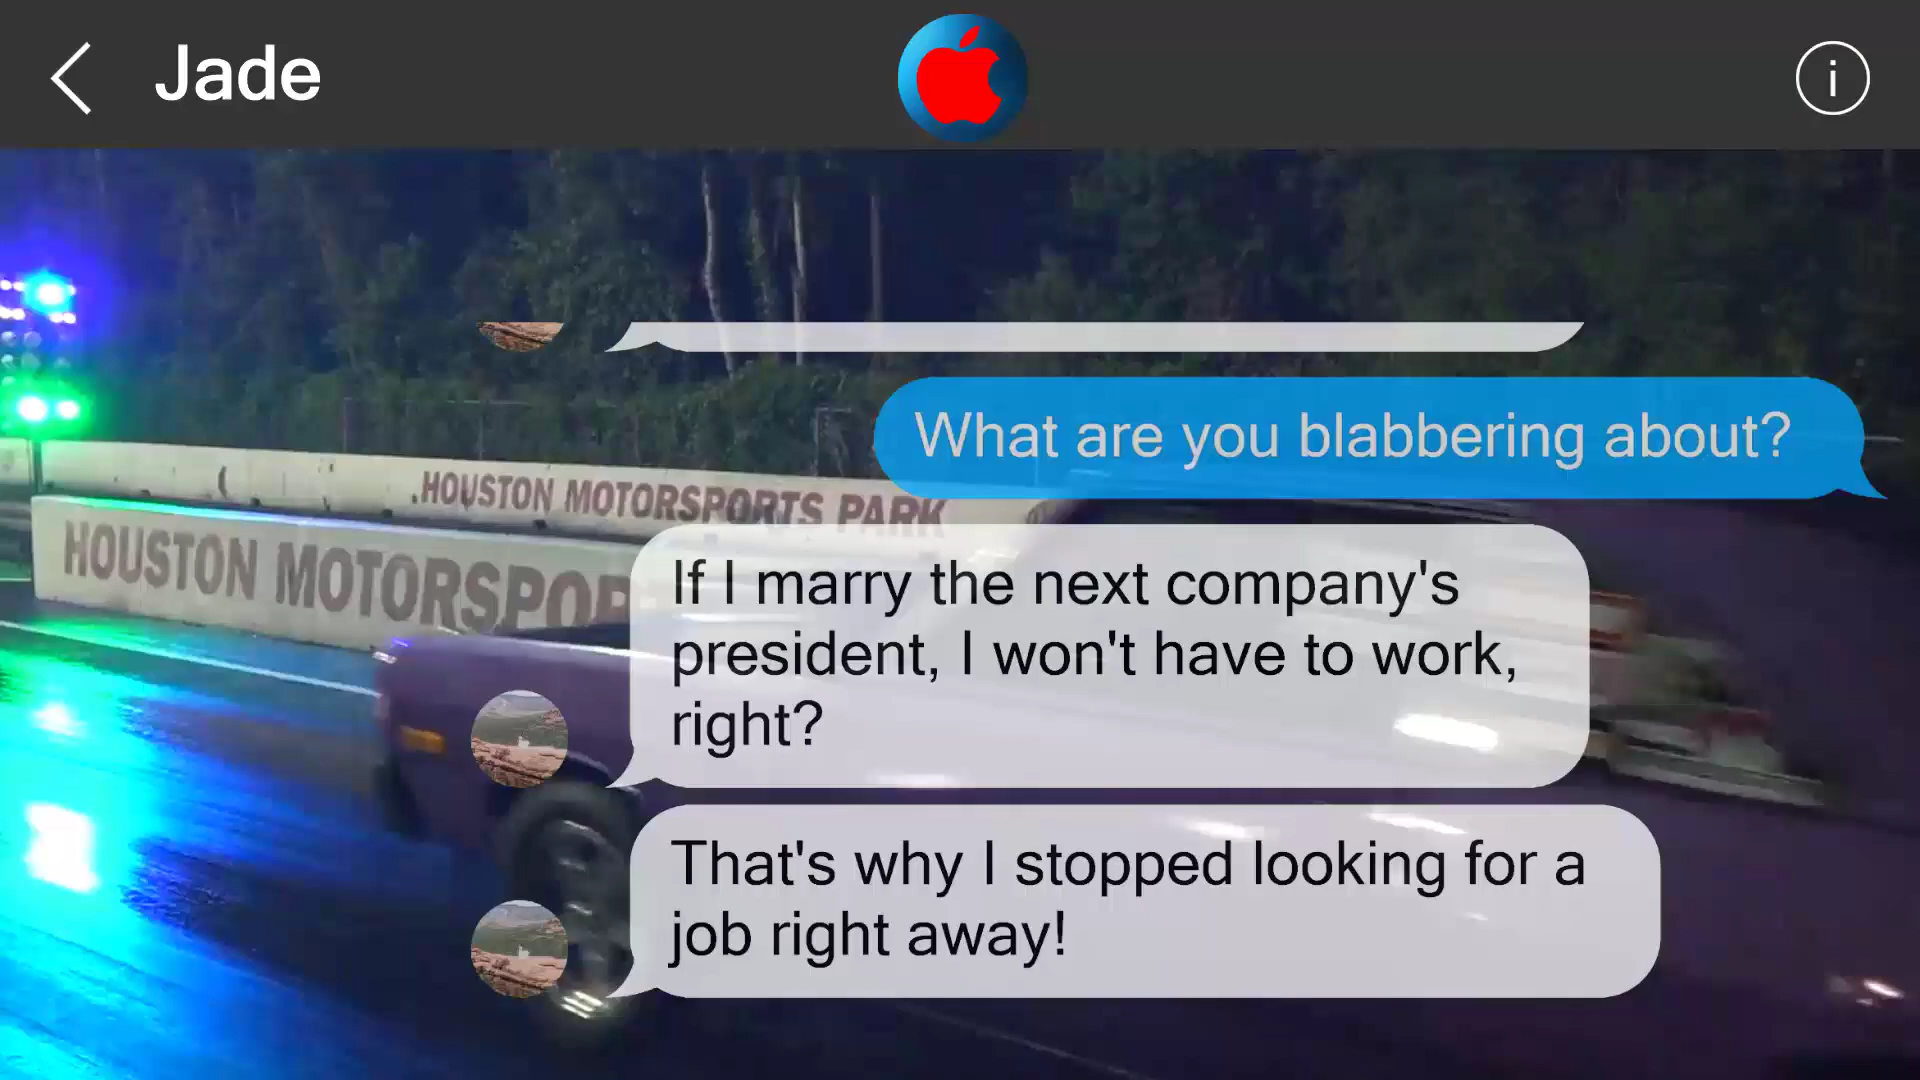 Jade
i
What are you blabbering about?
.HOUSTON MOTORSPORTS PARK
HOUSTON MOTORSPOR
If I marry the next company's
president, I won't have to work,
right?
That's why I stopped looking for a
job right away!